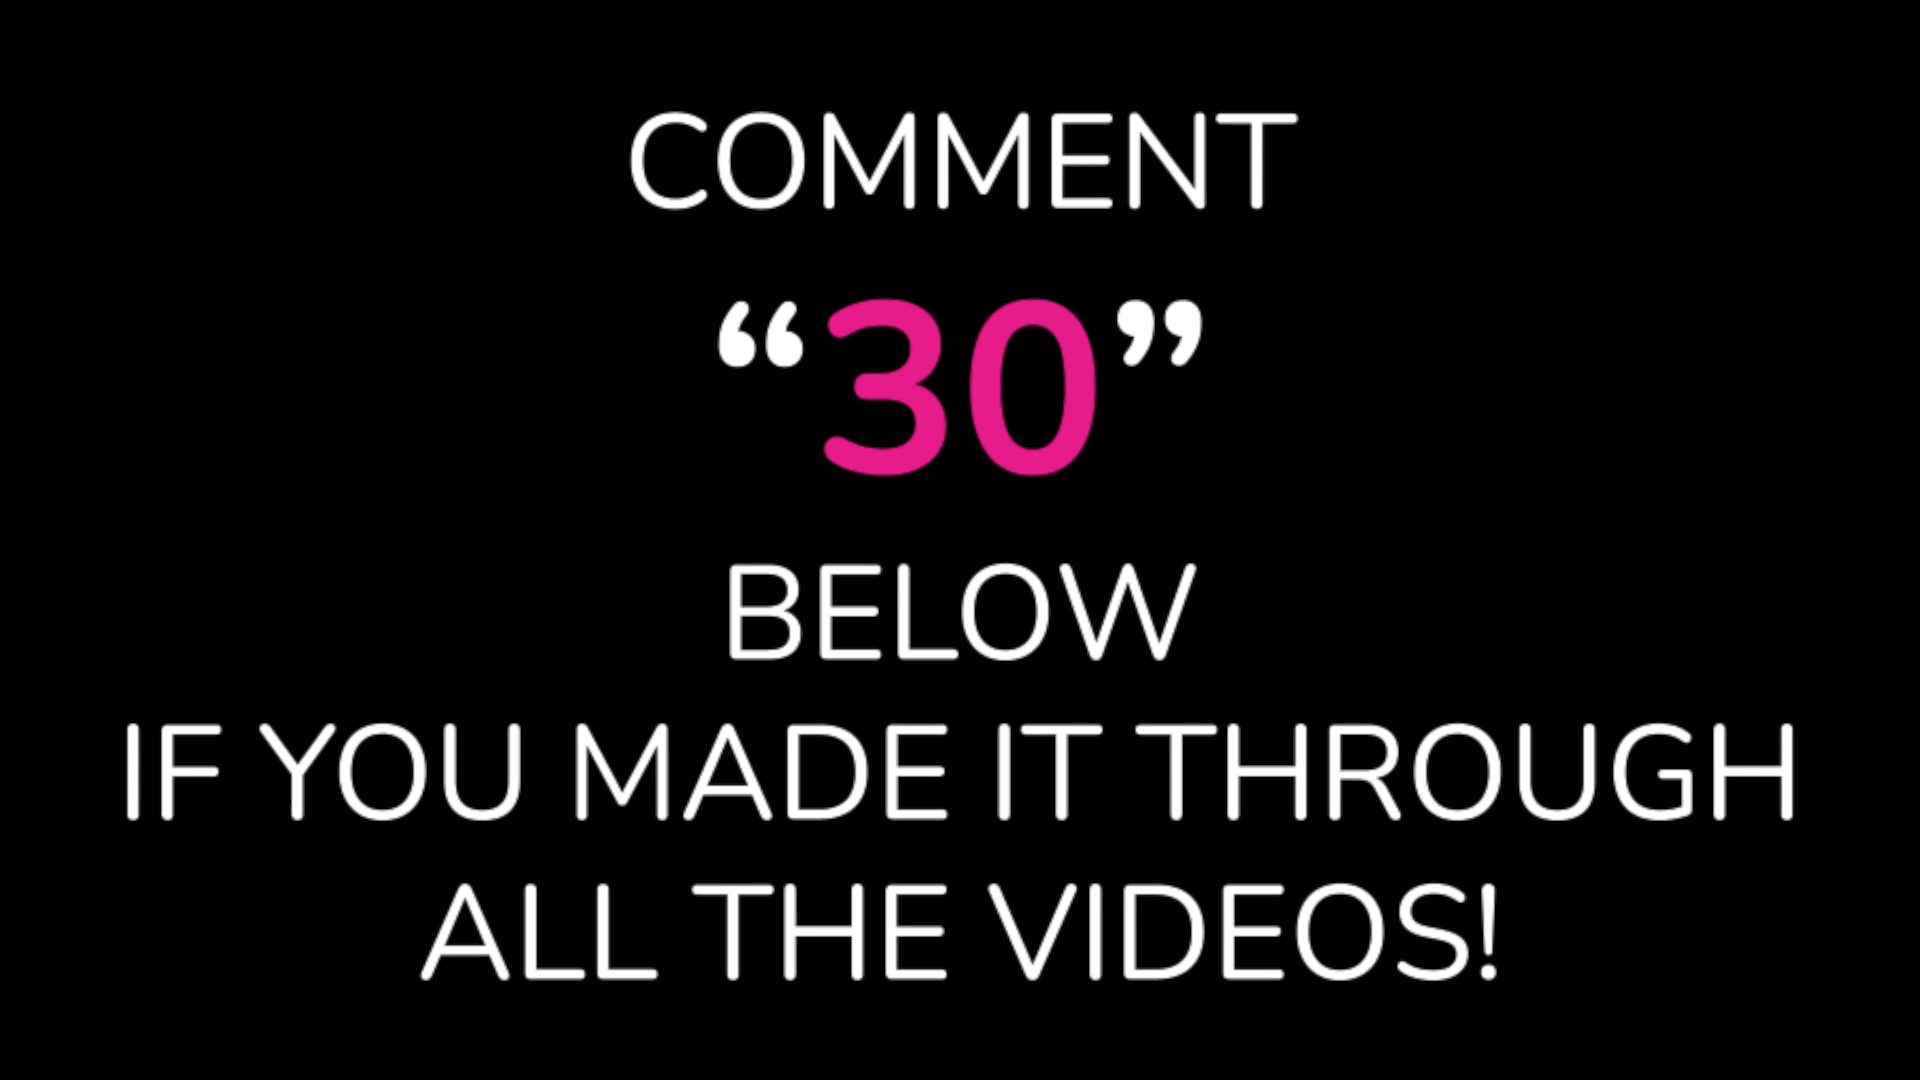 COMMENT
“30”
BELOW
IF YOU MADE IT THROUGH
ALL THE VIDEOS!